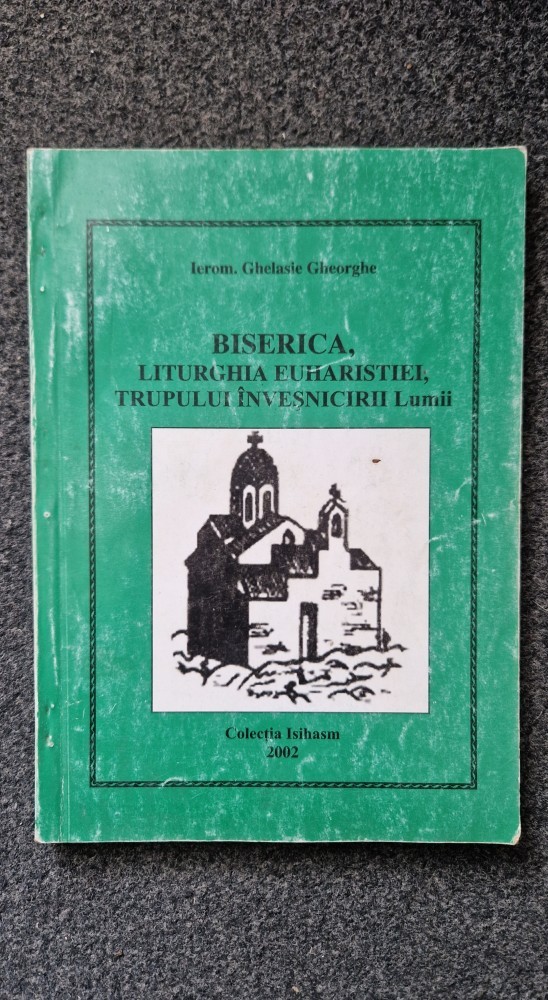 Ierom. Ghelasie Gheorghe
BISERICA,
LITURGHIA EUHARISTIEI,
TRUPULUI ÎNVEȘNICIRII Lumii
Colecția Isihasm
2002